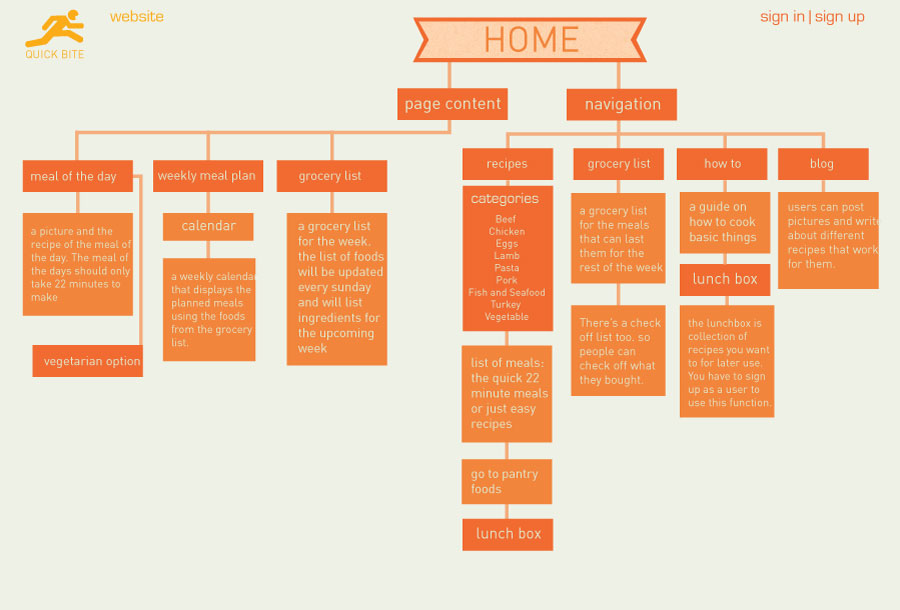 website
sign in | sign up
QUICK BITE
HOME
page content
navigation
meal of the day
a picture and the
recipe of the meal of
the day. The meal of
the days should only
take 22 minutes to
make
vegetarian option
weekly meal plan
calendar
a weekly calendar
that displays the
planned meals
using the foods
from the grocery
list.
grocery list
a grocery list
for the week.
the list of foods
will be updated
every sunday
and will list
ingredients for
the upcoming
week
recipes
categories
Beef
Chicken
Eggs
Lamb
Pasta
Pork
Fish and Seafood
Turkey
Vegetable
list of meals:
the quick 22
minute meals
or just easy
recipes
go to pantry
foods
lunch box
grocery list
a grocery list
for the meals
that can last
them for the
rest of the week
There's a check
off list too. so
people can
check off what
they bought.
how to
a guide on
how to cook
basic things
lunch box
the lunchbox is
collection of
recipes you want
to for later use.
You have to sign
up as a user to
use this function.
blog
users can post
pictures and write
about different
recipes that work
for them.